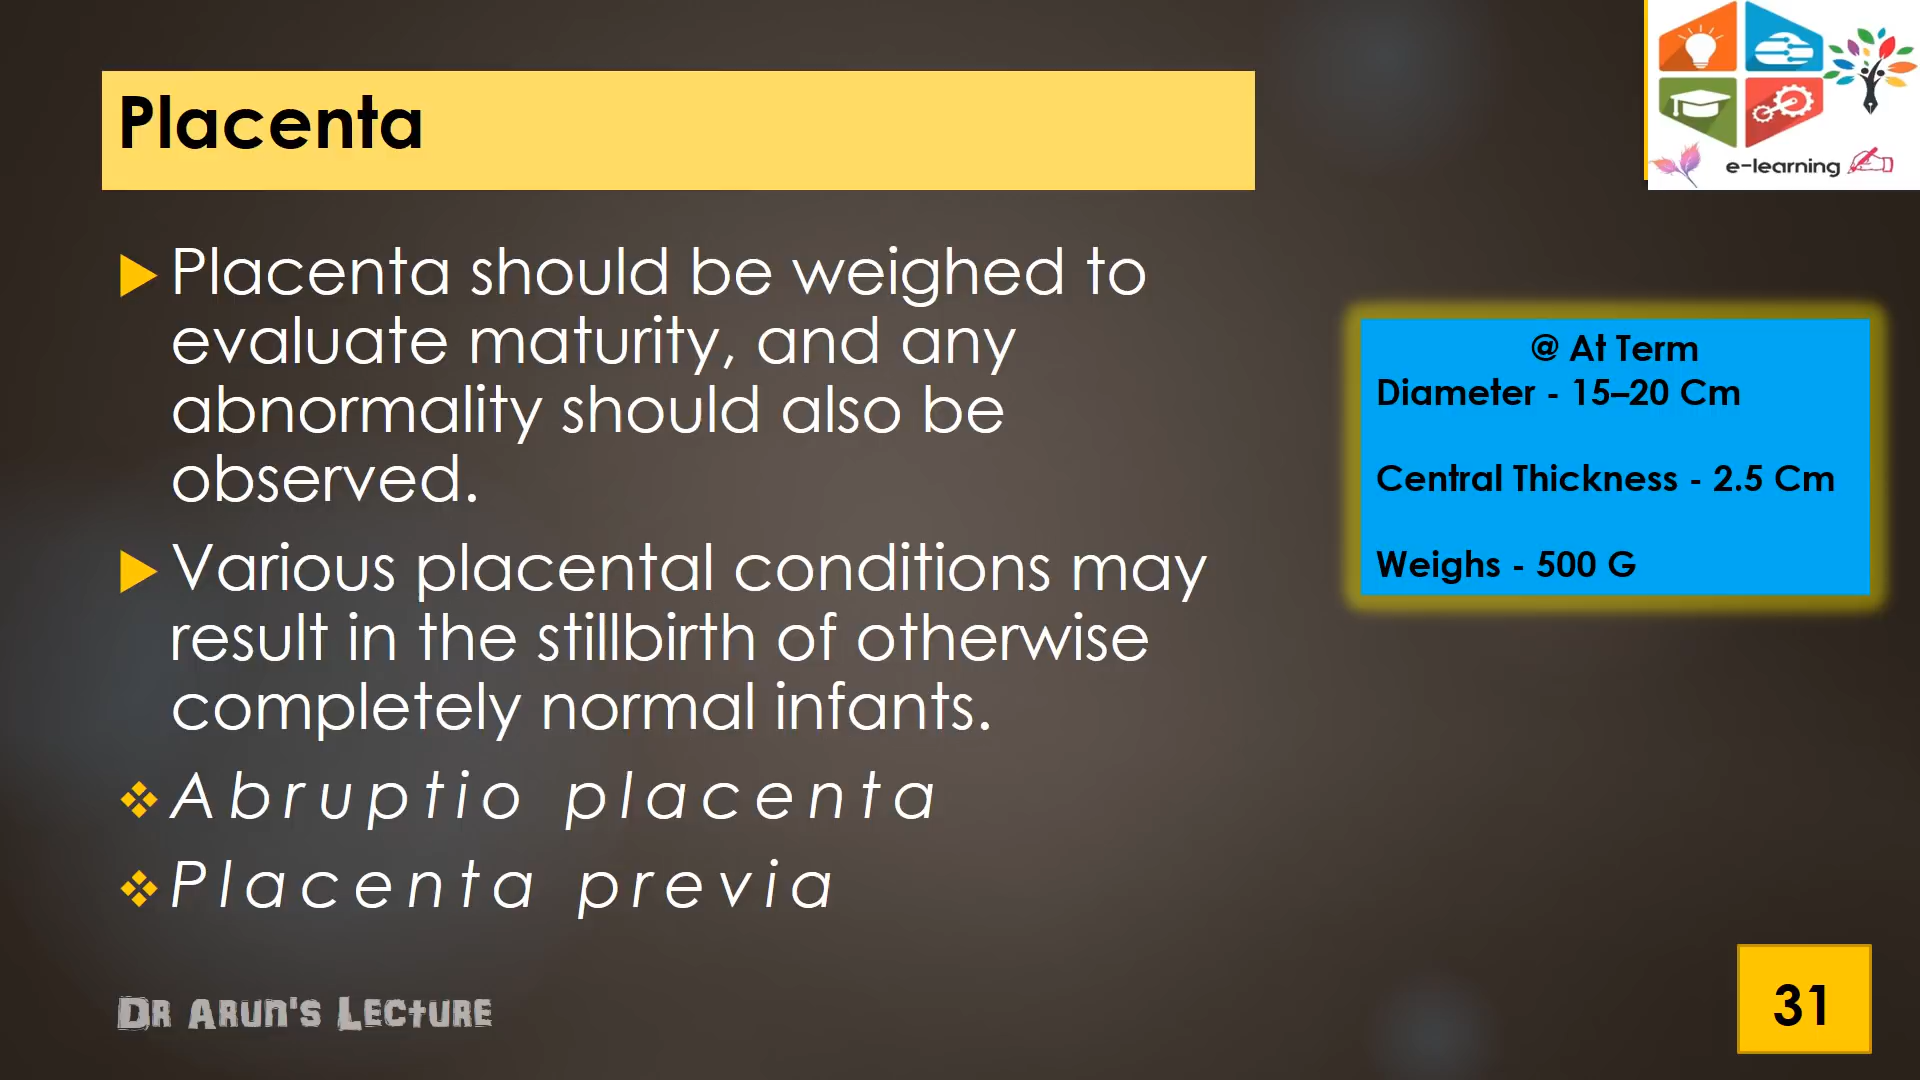 Placenta
e-learning
Placenta should be weighed to
evaluate maturity, and any
abnormality should also be
observed.
Various placental conditions may
result in the stillbirth of otherwise
completely normal infants.
Abruptio placenta
Placenta previa
@ At Term
Diameter - 15–20 Cm
Central Thickness - 2.5 Cm
Weighs - 500 G
Dr Arun's Lecture
31